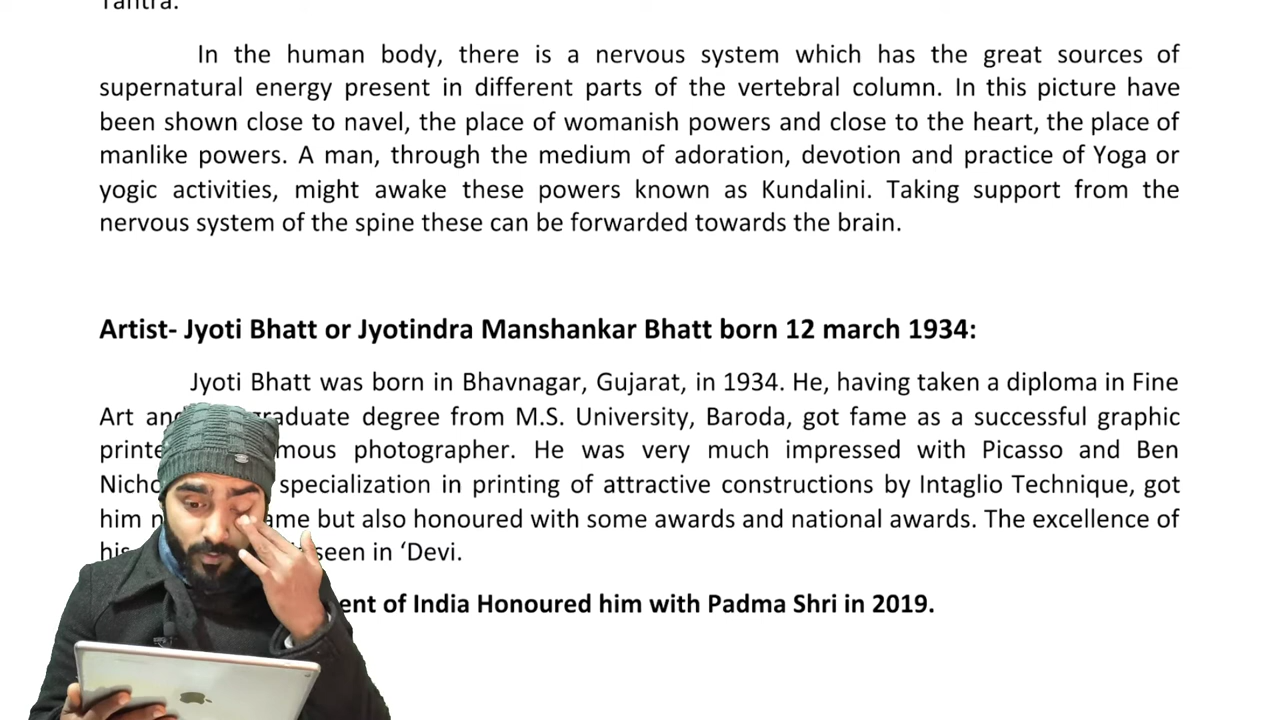 Tantra.
In the human body, there is a nervous system which has the great sources of
supernatural energy present in different parts of the vertebral column. In this picture have
been shown close to navel, the place of womanish powers and close to the heart, the place of
manlike powers. A man, through the medium of adoration, devotion and practice of Yoga or
yogic activities, might awake these powers known as Kundalini. Taking support from the
nervous system of the spine these can be forwarded towards the brain.
Artist- Jyoti Bhatt or Jyotindra Manshankar Bhatt born 12 march 1934:
Jyoti Bhatt was born in Bhavnagar, Gujarat, in 1934. He, having taken a diploma in Fine
Art degree from M.S. University, Baroda, got fame as a successful graphic
photographer. He was very much impressed with Picasso and Ben
specialization in printing of attractive constructions by Intaglio Technique, got
him but also honoured with some awards and national awards. The excellence of
seen in ‘Devi.
of India Honoured him with Padma Shri in 2019.